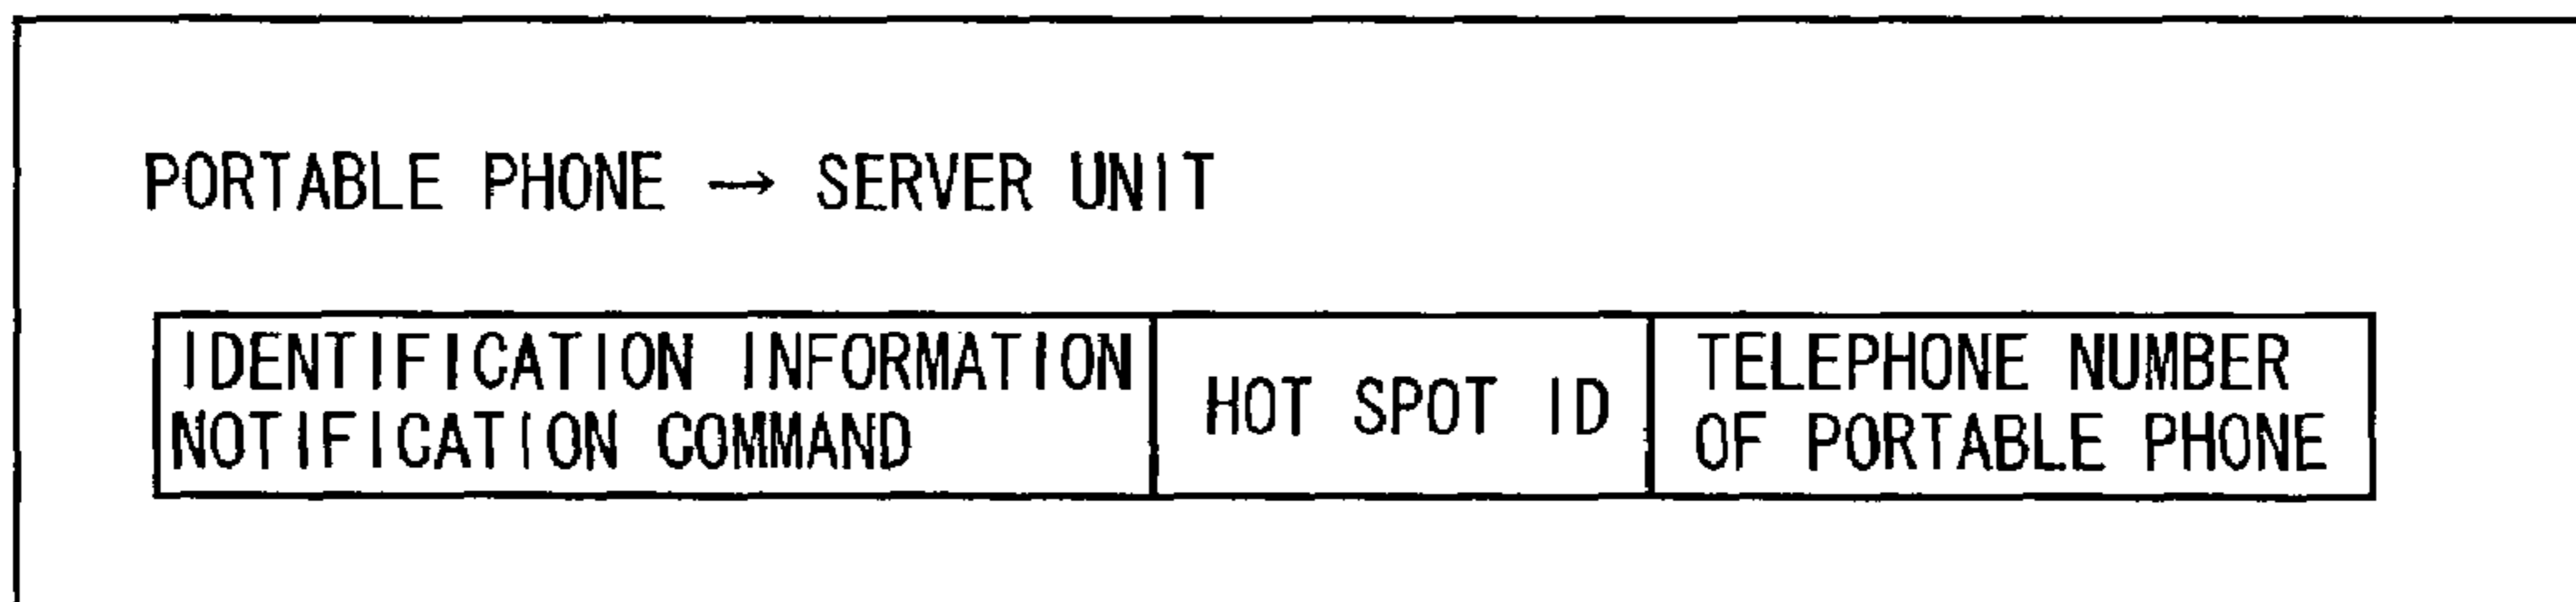 PORTABLE PHONE → SERVER UNIT
IDENTIFICATION INFORMATION
NOTIFICATION COMMAND
HOT SPOT ID
TELEPHONE NUMBER
OF PORTABLE PHONE